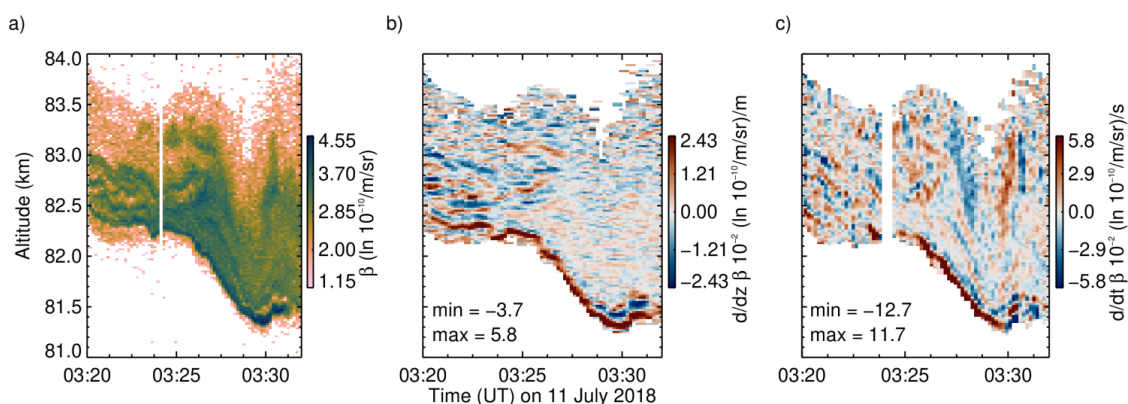 a)
b)
c)
84.0
83.5
83.0
82.5
82.0
81.5
81.0
Altitude (km)
03:20
03:25
03:30
4.55
3.70
2.85
2.00
1.15
β (ln 10⁻¹⁰/m/sr)
min = −3.7
max = 5.8
03:20
03:25
03:30
Time (UT) on 11 July 2018
2.43
1.21
0.00
−1.21
−2.43
d/dz β 10⁻² (ln 10⁻¹⁰/m/sr)/m
min = −12.7
max = 11.7
03:20
03:25
03:30
5.8
2.9
0.0
−2.9
−5.8
d/dt β 10⁻² (ln 10⁻¹⁰/m/sr)/s